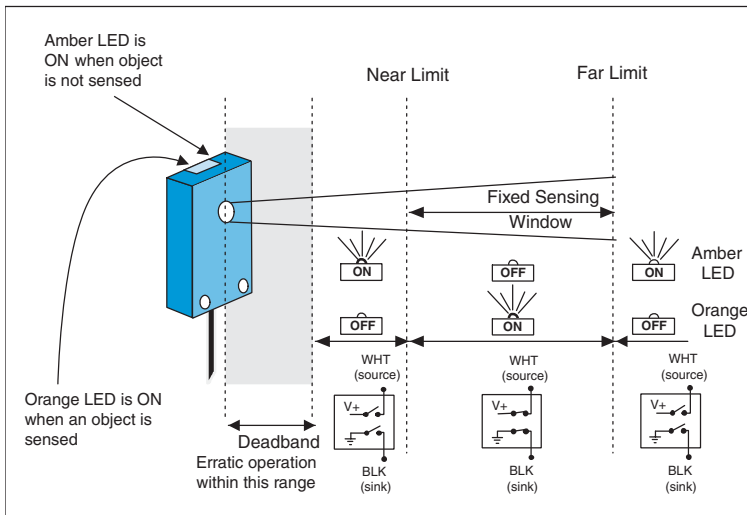 Amber LED is
ON when object
is not sensed
Near Limit
Far Limit
Fixed Sensing
Window
ON
OFF
ON
Amber
LED
OFF
ON
OFF
Orange
LED
Orange LED is ON
when an object is
sensed
Deadband
Erratic operation
within this range
WHT
(source)
V+
BLK
(sink)
WHT
(source)
V+
BLK
(sink)
WHT
(source)
V+
BLK
(sink)